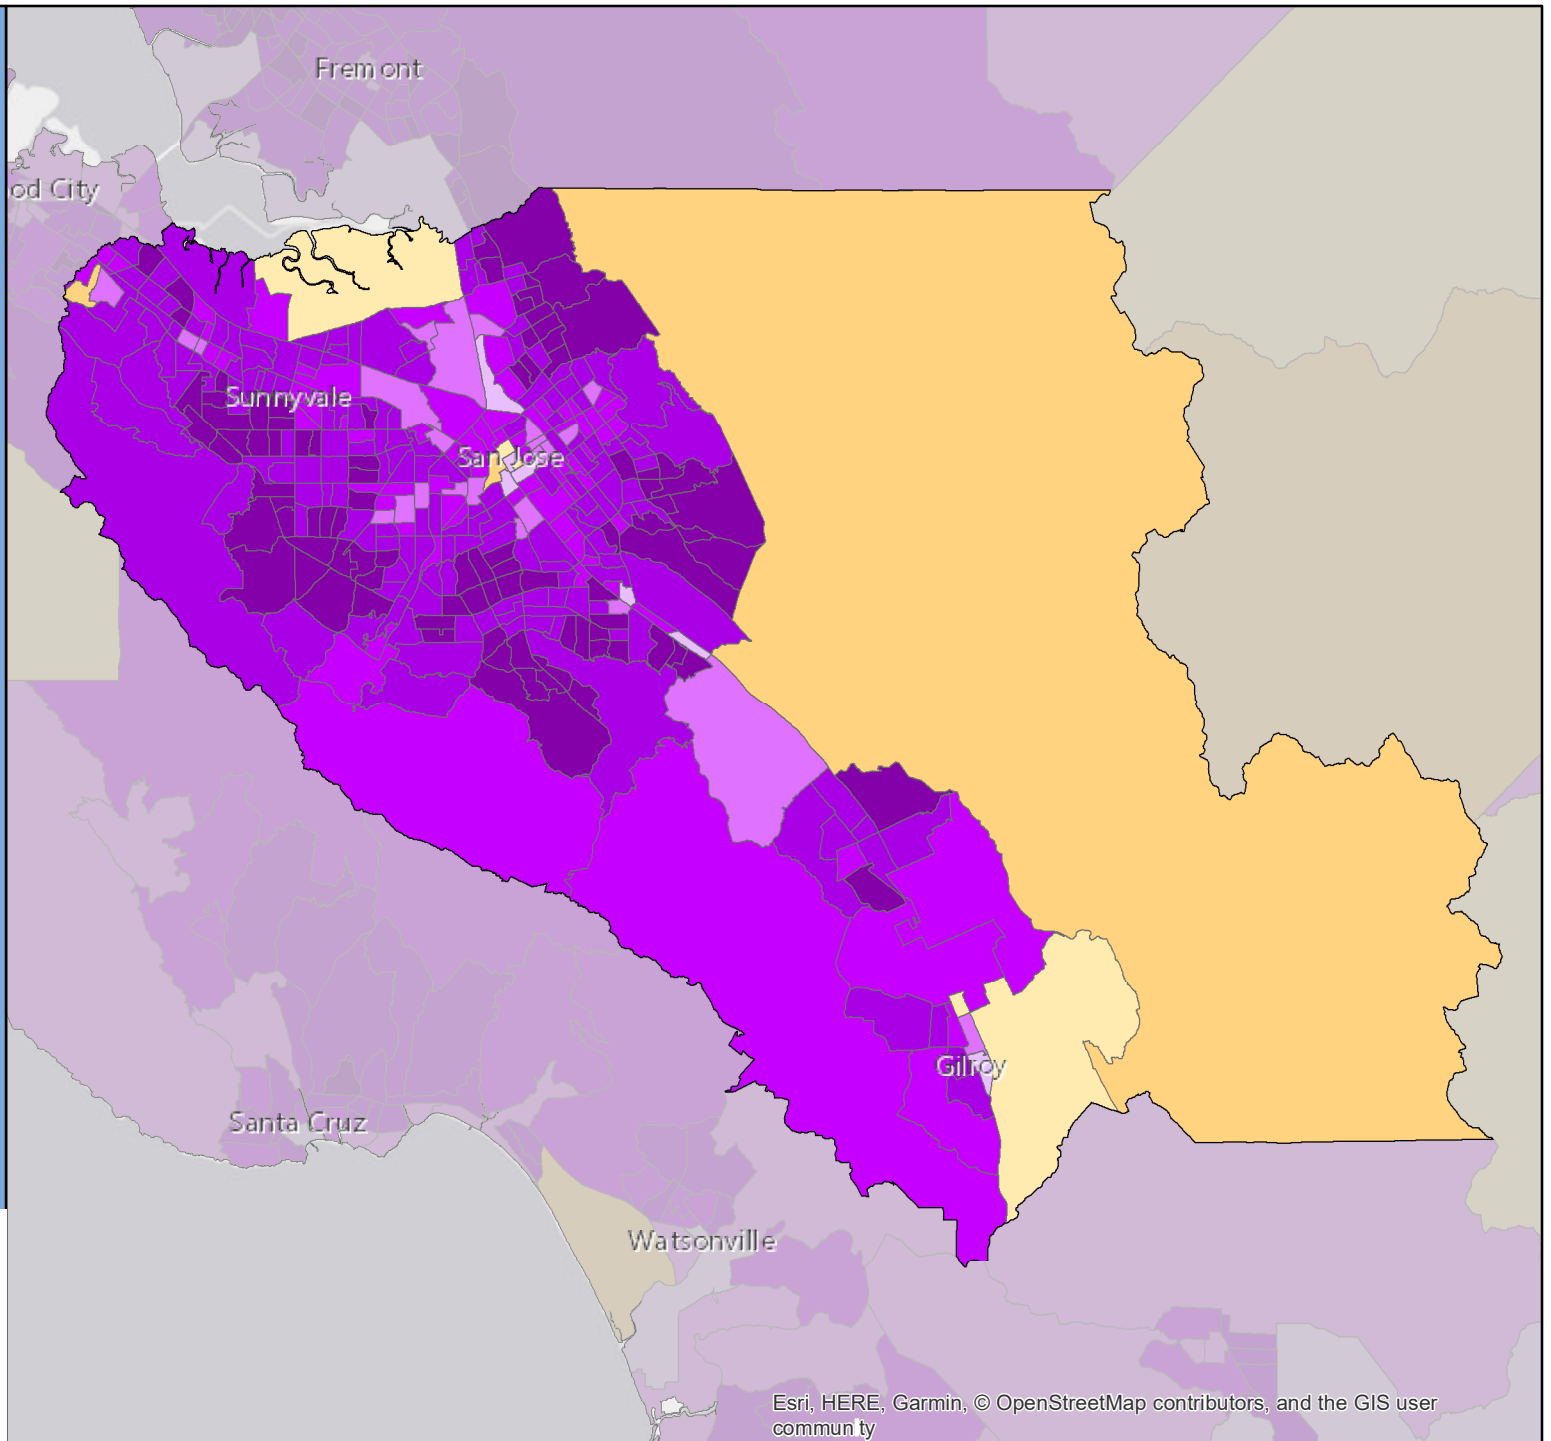 Fremont
od City
Sunnyvale
San Jose
Gilroy
Santa Cruz
Watsonville
Esri, HERE, Garmin, © OpenStreetMap contributors, and the GIS user
community